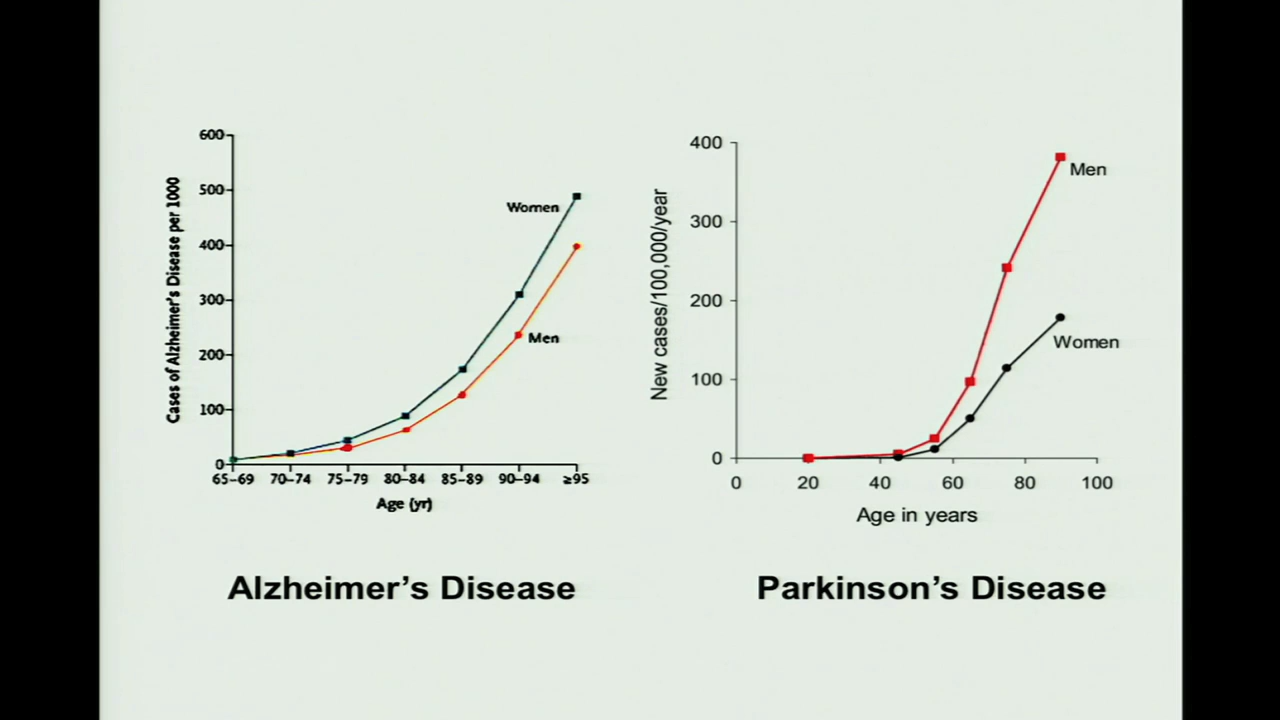 600
500
400
300
200
100
0
Cases of Alzheimer's Disease per 1000
Women
Men
65–69 70–74 75–79 80–84 85–89 90–94 ≥95
Age (yr)
Alzheimer's Disease
400
300
200
100
0
New cases/100,000/year
Men
Women
0 20 40 60 80 100
Age in years
Parkinson's Disease